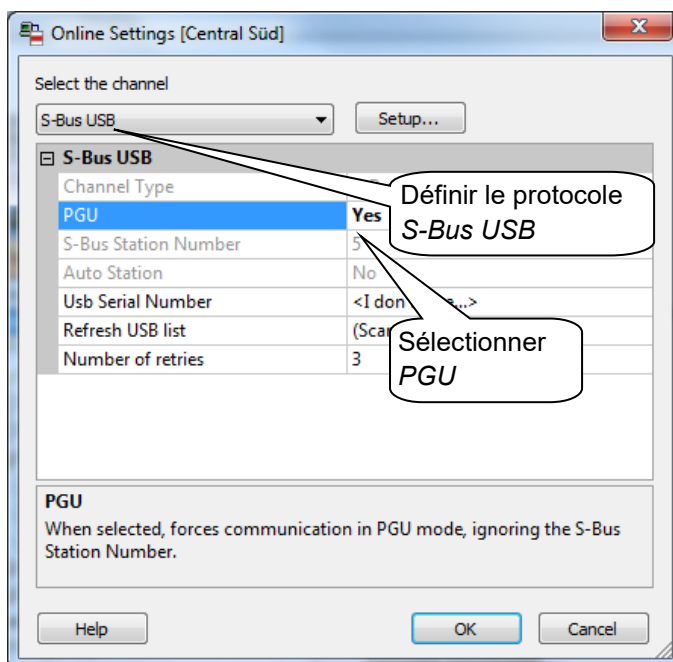 Online Settings [Central Süd]
Select the channel
S-Bus USB
Setup...
S-Bus USB
Channel Type
Définir le protocole
S-Bus USB
PGU Yes
S-Bus Station Number 5
Auto Station No
Usb Serial Number <I don ...>
Refresh USB list (Scan
Sélectionner
PGU
Number of retries 3
PGU
When selected, forces communication in PGU mode, ignoring the S-Bus
Station Number.
Help OK Cancel